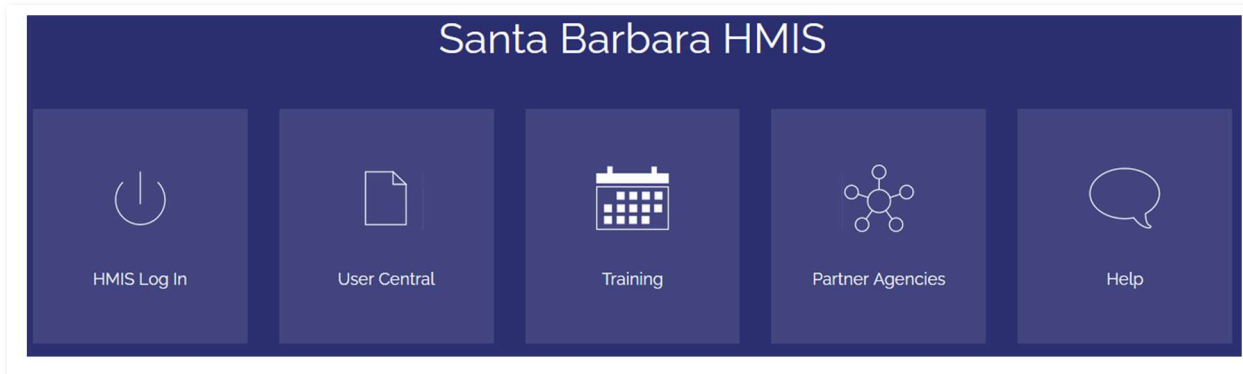 Santa Barbara HMIS
HMIS Log In
User Central
Training
Partner Agencies
Help